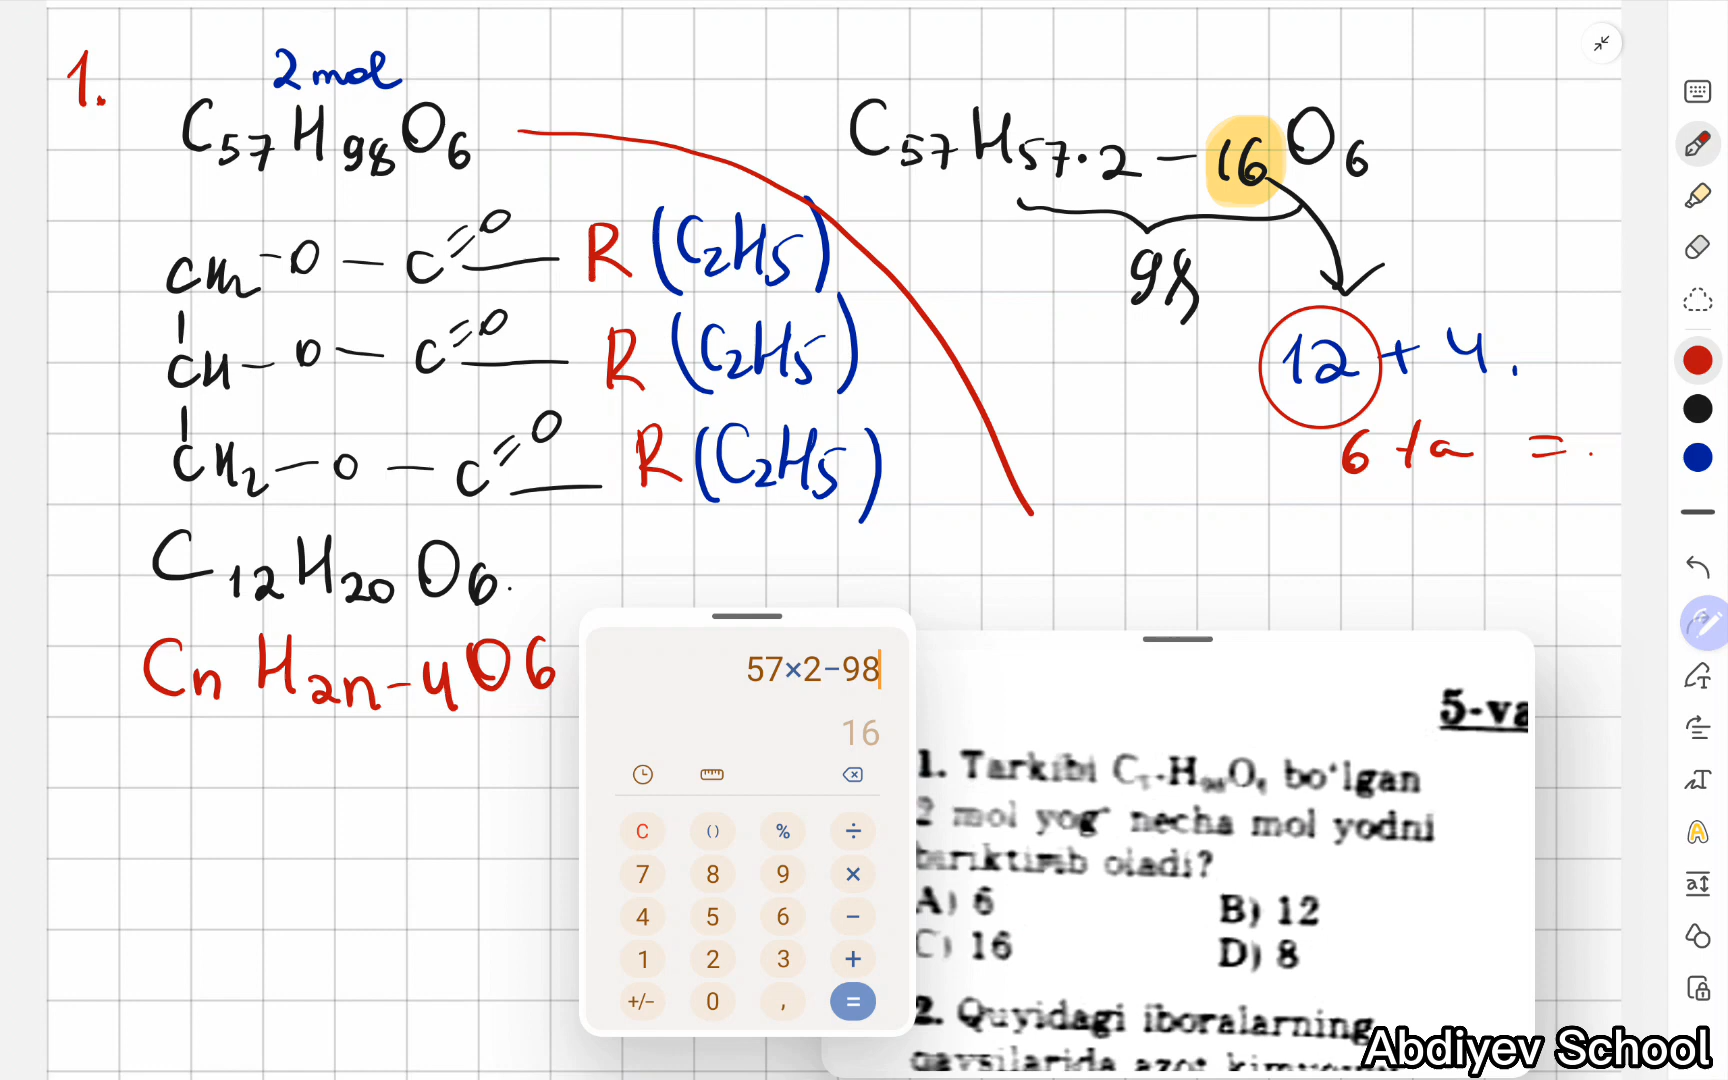 1.
2 mol
C57H98O6
CH2-O-C=O-R(C2H5)
CH-O-C=O-R(C2H5)
CH2-O-C=O-R(C2H5)
C12H20O6.
CnH2n-4O6
C57H57·2-16O6
98
12+4.
6 ta =.
57×2−98
16
C () % ÷
7 8 9 ×
4 5 6 −
1 2 3 +
+/− 0 , =
5-va
1. Tarkibi bo'lgan
2 mol yog' necha mol yodni
biriktirib oladi?
A) 6 B) 12
C) 16 D) 8
2. Quyidagi iboralarning
qaysilarida azot
Abdiyev School